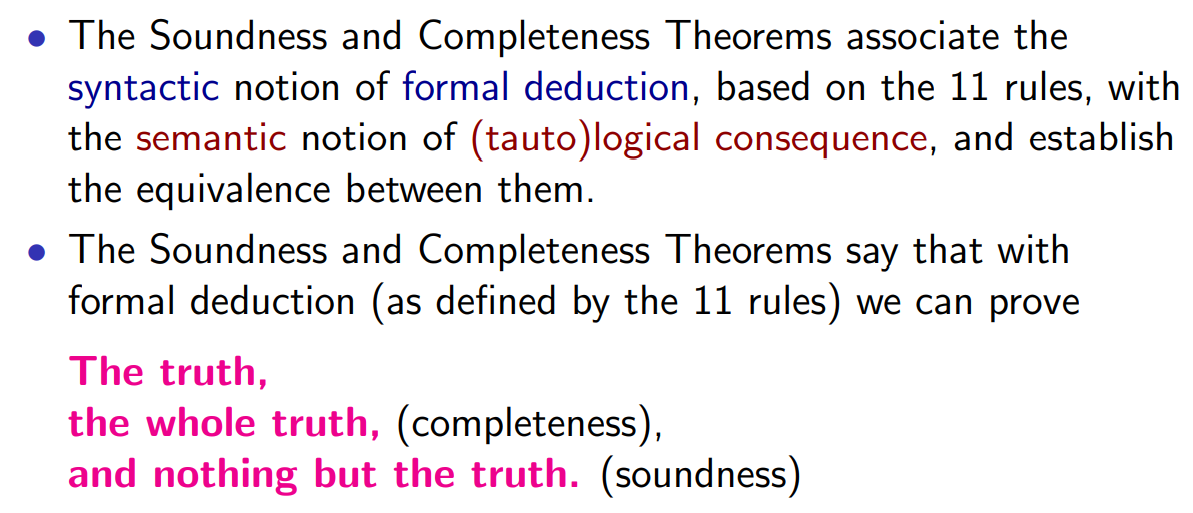 • The Soundness and Completeness Theorems associate the
syntactic notion of formal deduction, based on the 11 rules, with
the semantic notion of (tauto)logical consequence, and establish
the equivalence between them.
• The Soundness and Completeness Theorems say that with
formal deduction (as defined by the 11 rules) we can prove
The truth,
the whole truth, (completeness),
and nothing but the truth. (soundness)